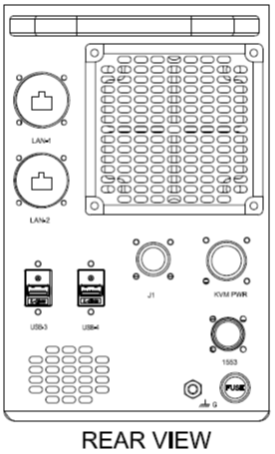 LAN-1
LAN-2
J1
KVM PWR
USB-3
USB-4
1553
FUSE
G
REAR VIEW